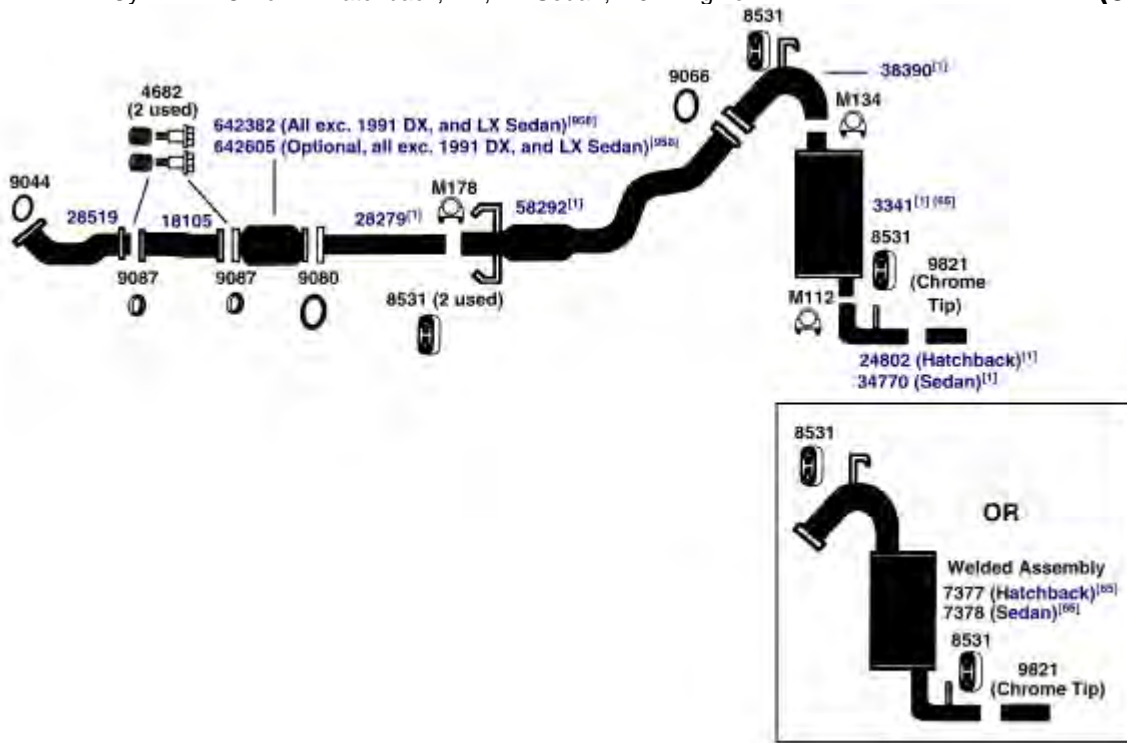 8531
9066
38390[1]
4682
(2 used)
M134
642382 (All exc. 1991 DX, and LX Sedan)[958]
642605 (Optional, all exc. 1991 DX, and LX Sedan)[958]
9044
M178
28519
18105
28279[1]
58292[1]
3341[1] [65]
8531
9087
9087
9080
9821
(Chrome
Tip)
8531 (2 used)
M112
24802 (Hatchback)[1]
34770 (Sedan)[1]
8531
OR
Welded Assembly
7377 (Hatchback)[65]
7378 (Sedan)[65]
8531
9821
(Chrome Tip)